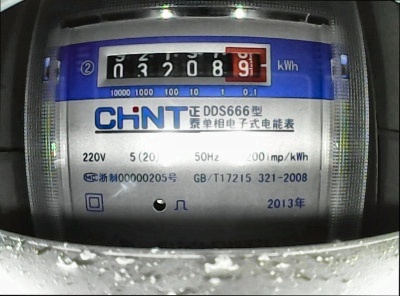 ② 032089 kWh
10000 1000 100 10 1 0.1
CHNT 正泰 DDS666型
单相电子式电能表
220V 5(20) 50Hz 1200imp/kWh
MC 浙制00000205号 GB/T17215.321-2008
2013年